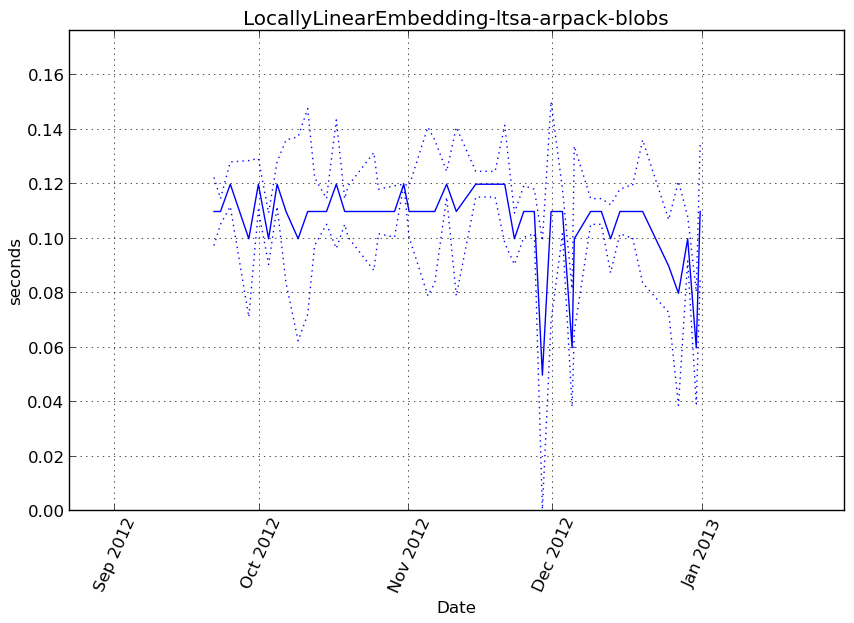 LocallyLinearEmbedding-ltsa-arpack-blobs
0.16
0.14
0.12
0.10
0.08
0.06
0.04
0.02
0.00
seconds
Sep 2012
Oct 2012
Nov 2012
Dec 2012
Jan 2013
Date